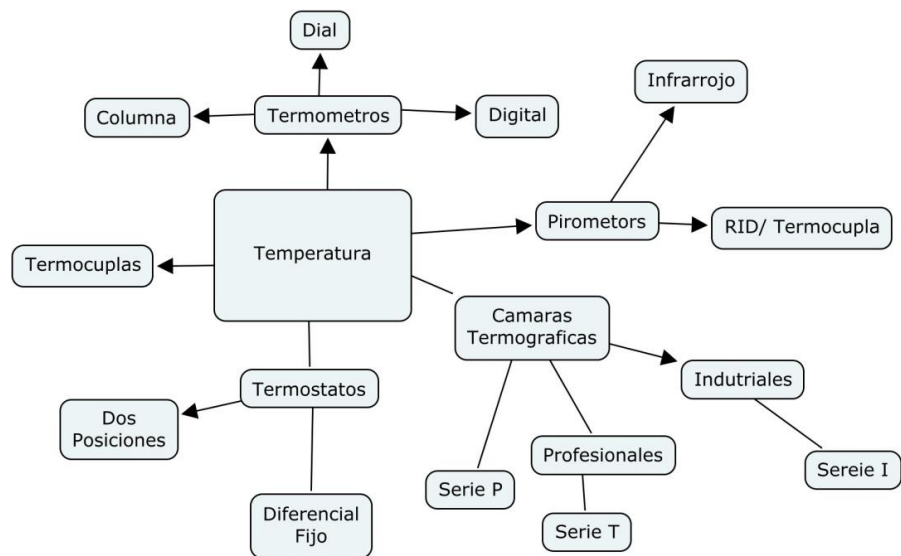 Dial
Infrarrojo
Columna
Termometros
Digital
Pirometors
RID/ Termocupla
Temperatura
Termocuplas
Camaras
Termograficas
Indutriales
Termostatos
Dos
Posiciones
Profesionales
Sereie I
Serie P
Diferencial
Fijo
Serie T